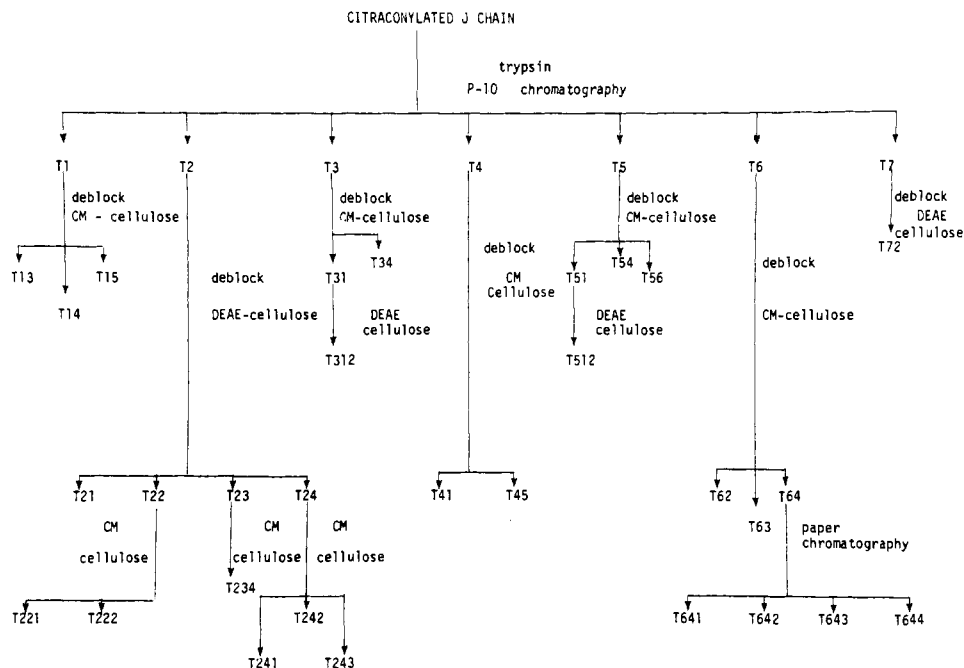 CITRACONYLATED J CHAIN
trypsin
P-10 chromatography
T1 T2 T3 T4 T5 T6 T7
deblock
CM - cellulose
deblock
CM-cellulose
deblock
CM-cellulose
deblock
DEAE
cellulose
T13 T14 T15
deblock
DEAE-cellulose
T31 T34
DEAE
cellulose
T312
deblock
CM
Cellulose
T51 T54 T56
DEAE
cellulose
T512
deblock
CM-cellulose
T72
T21 T22 T23 T24
T41 T45
T62 T63 T64
CM
cellulose
CM
cellulose
CM
cellulose
paper
chromatography
T234
T221 T222
T241 T242 T243
T641 T642 T643 T644